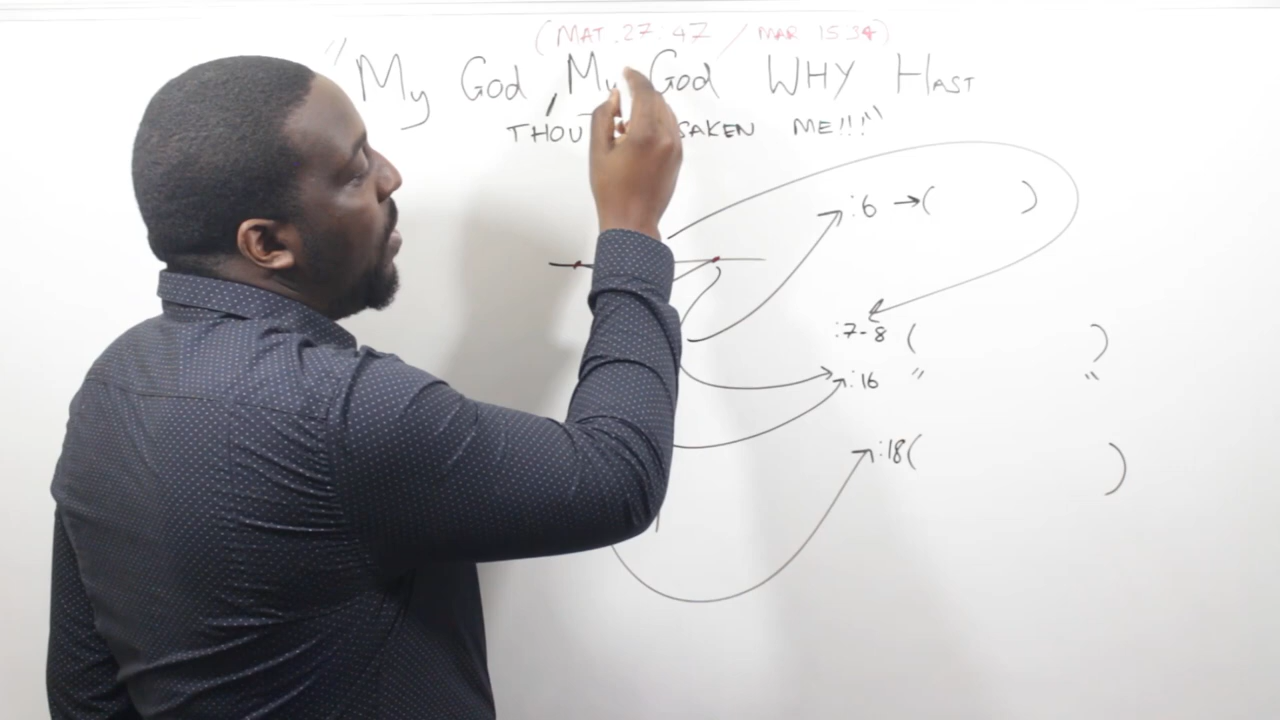 (MAT. 27:47 / MAR 15 34)
"My God, My God WHY HAST
THOU SAKEN ME!!!"
:6 →( )
:7-8 ( )
:16 " "
:18( )